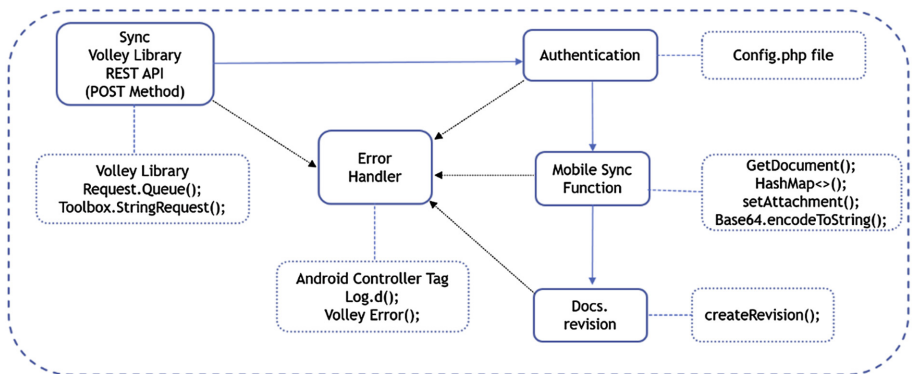 Sync
Volley Library
REST API
(POST Method)
Authentication
Config.php file
Volley Library
Request.Queue();
Toolbox.StringRequest();
Error
Handler
Mobile Sync
Function
GetDocument();
HashMap<>();
setAttachment();
Base64.encodeToString();
Android Controller Tag
Log.d();
Volley Error();
Docs.
revision
createRevision();